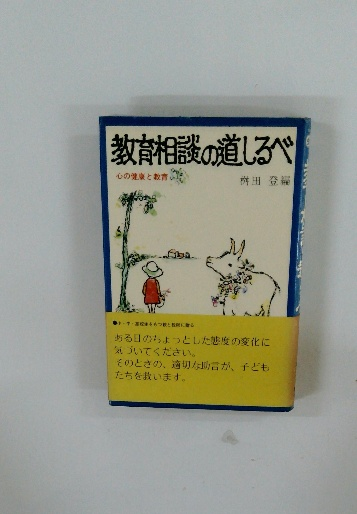 教育相談の道しるべ
心の健康と教育
桝田 登編
ある日のちょっとした態度の変化に
気づいてください。
そのときの、適切な助言が、子ども
たちを救います。